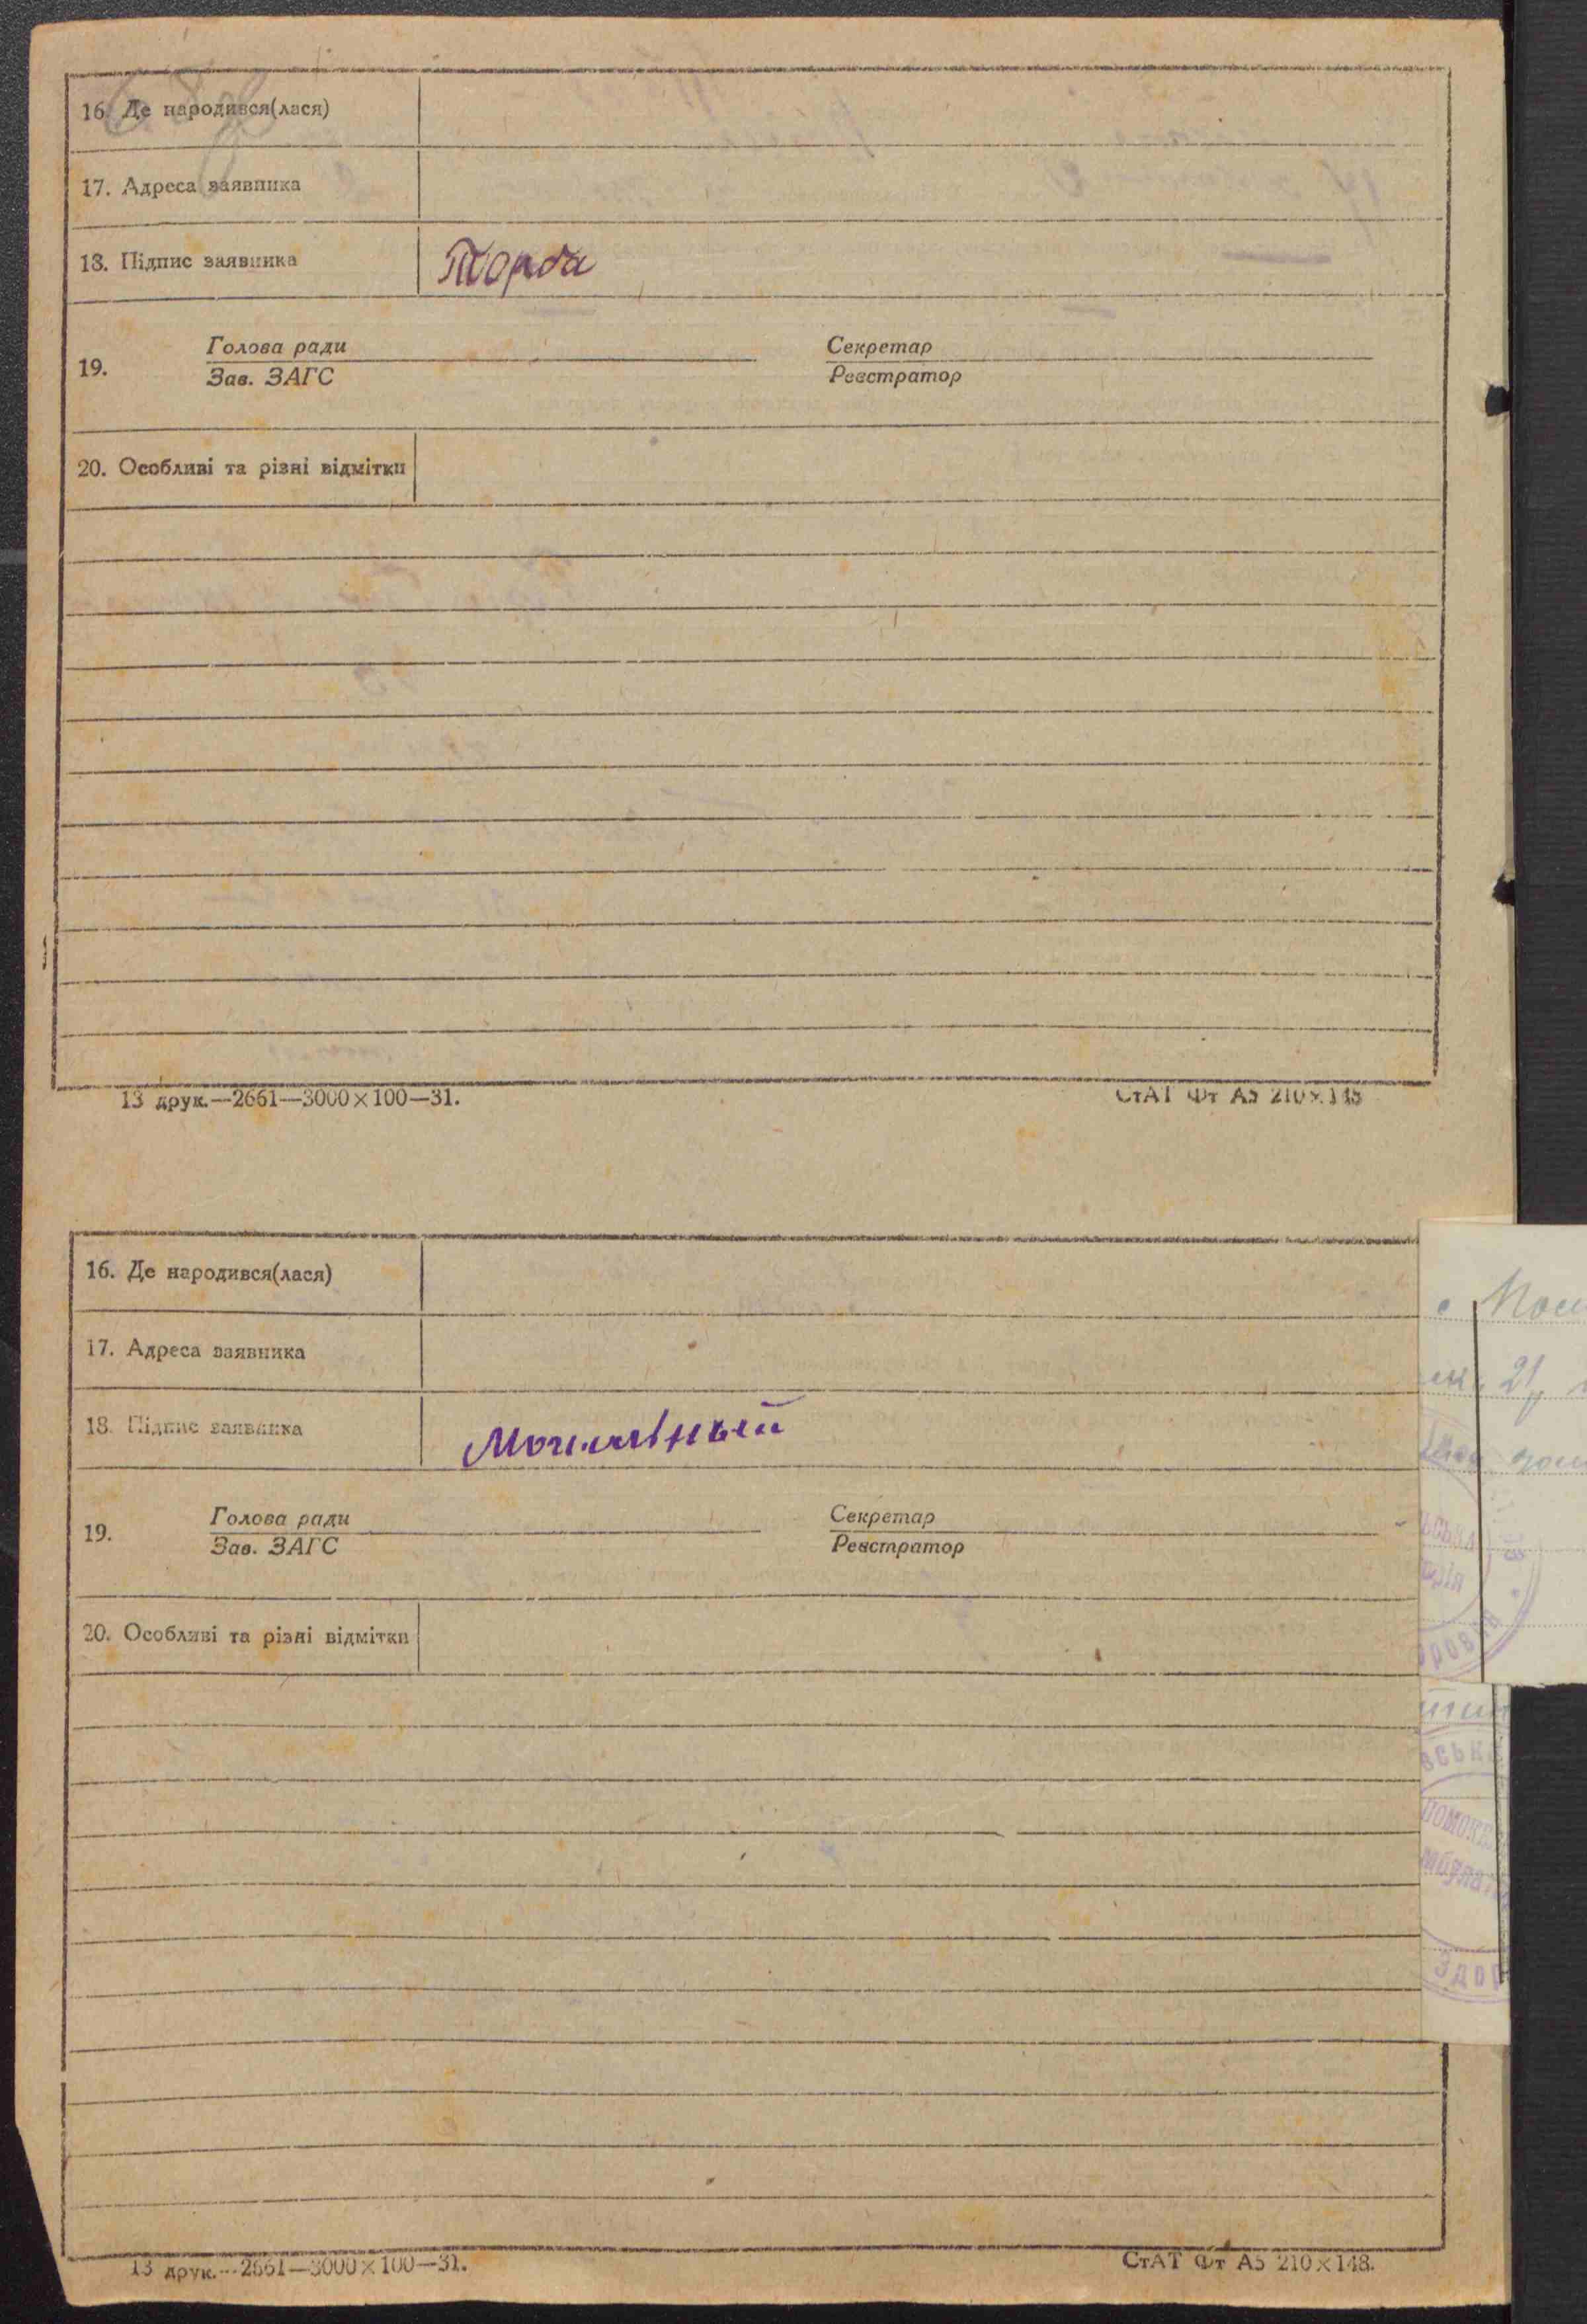 16. Де народився(лася)
17. Адреса заявника
18. Підпис заявника Торба
19. Голова ради Секретар
Зав. ЗАГС Реєстратор
20. Особливі та різні відмітки
13 друк.—2661—3000×100—31. СтАТ Фт А5 210×148
16. Де народився(лася)
17. Адреса заявника
18. Підпис заявника
19. Голова ради Секретар
Зав. ЗАГС Реєстратор
20. Особливі та різні відмітки
ЗДОР
13 друк.—2661—3000×100—31. СтАТ Фт А5 210×148.